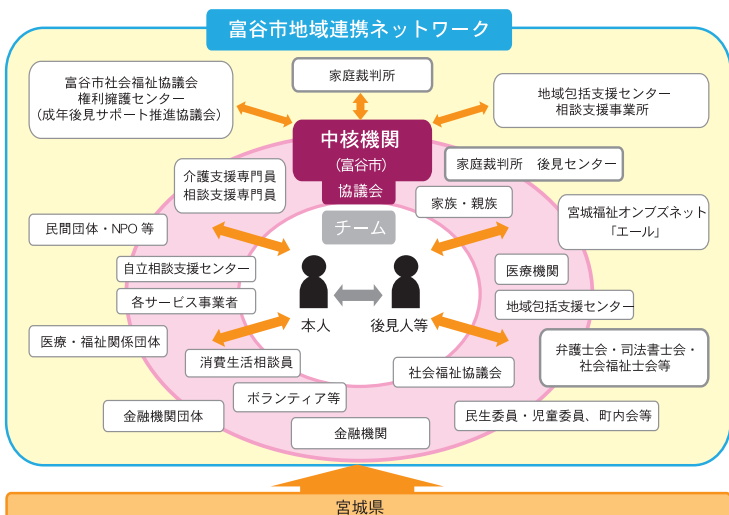 富谷市地域連携ネットワーク
家庭裁判所
富谷市社会福祉協議会
権利擁護センター
(成年後見サポート推進協議会)
地域包括支援センター
相談支援事業所
中核機関
(富谷市)
協議会
家庭裁判所　後見センター
介護支援専門員
相談支援専門員
家族・親族
宮城福祉オンブズネット
「エール」
民間団体・NPO 等
チーム
自立相談支援センター
医療機関
各サービス事業者
地域包括支援センター
本人
後見人等
医療・福祉関係団体
弁護士会・司法書士会・
社会福祉士会等
消費生活相談員
社会福祉協議会
ボランティア等
金融機関団体
民生委員・児童委員、町内会等
金融機関
宮城県